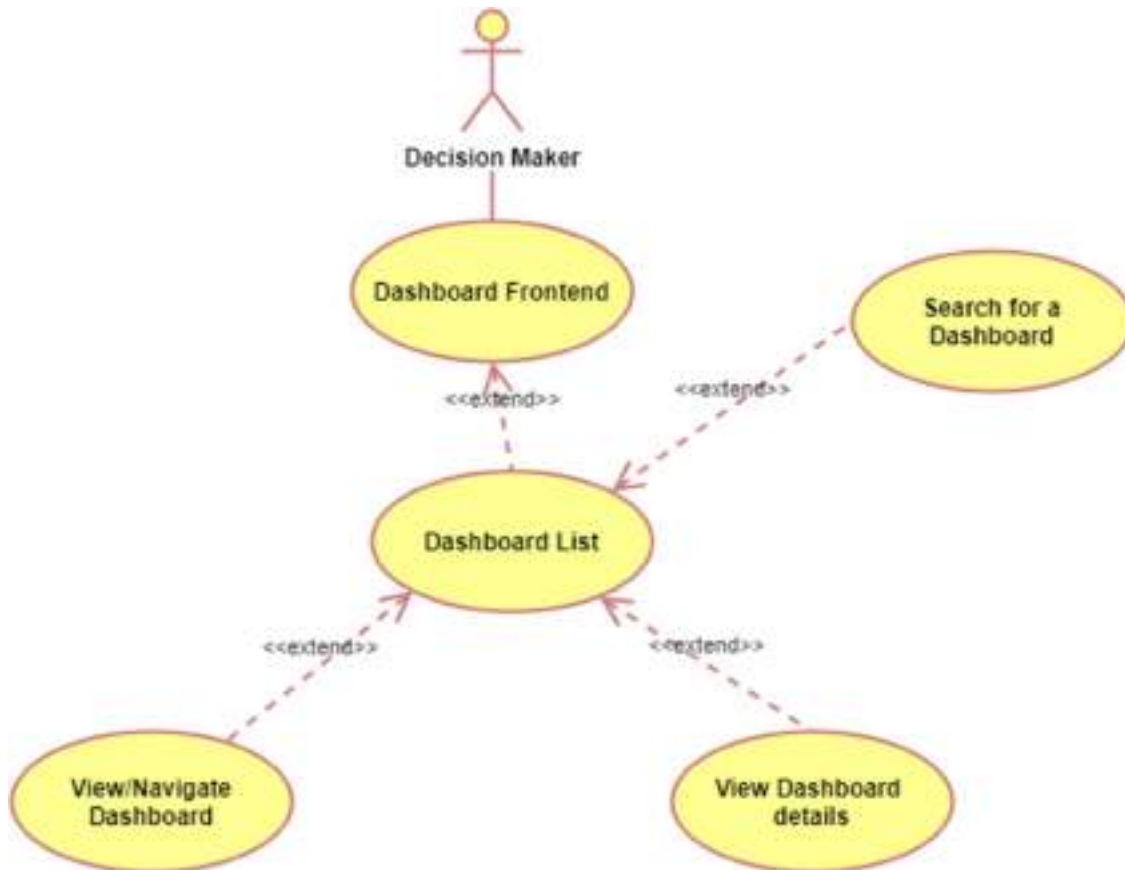 Decision Maker
Dashboard Frontend
Search for a
Dashboard
<<extend>>
<<extend>>
Dashboard List
<<extend>>
<<extend>>
View/Navigate
Dashboard
View Dashboard
details